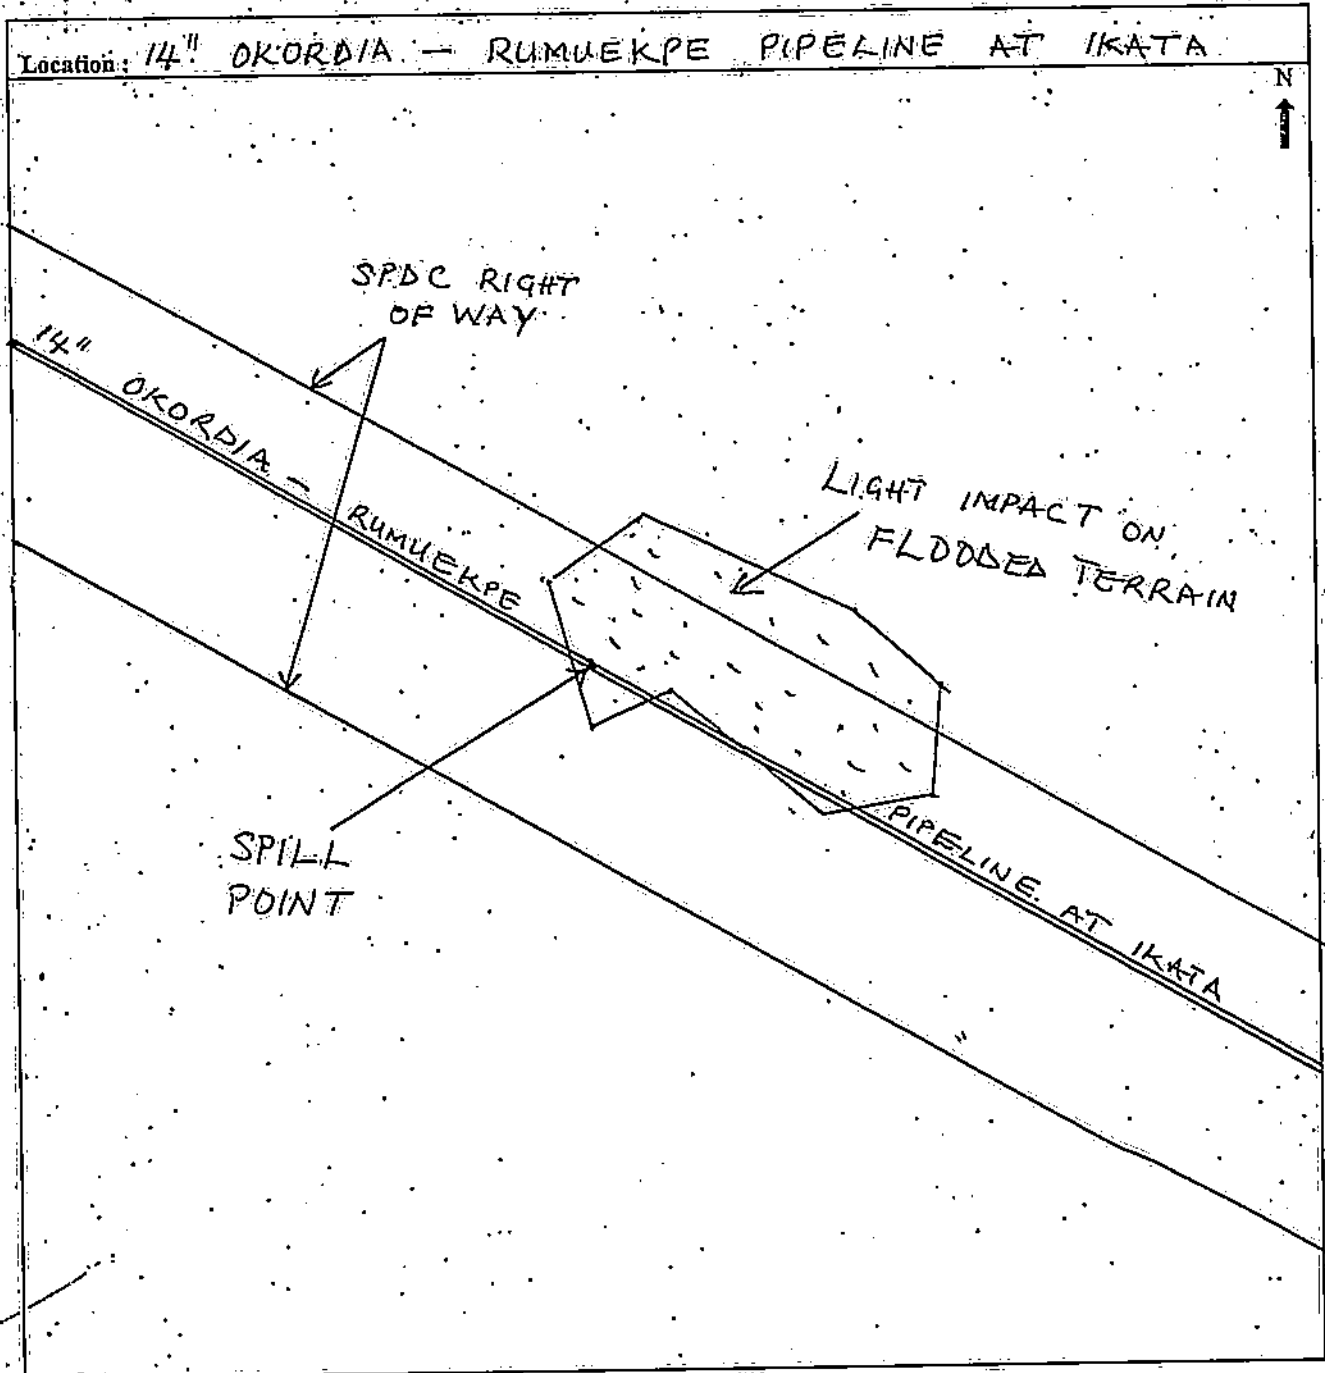 Location: 14" OKORDIA - RUMUEKPE PIPELINE AT IKATA
N
SPDC RIGHT
OF WAY
14" OKORDIA - RUMUEKPE PIPELINE AT IKATA
LIGHT IMPACT ON
FLOODED TERRAIN
SPILL
POINT